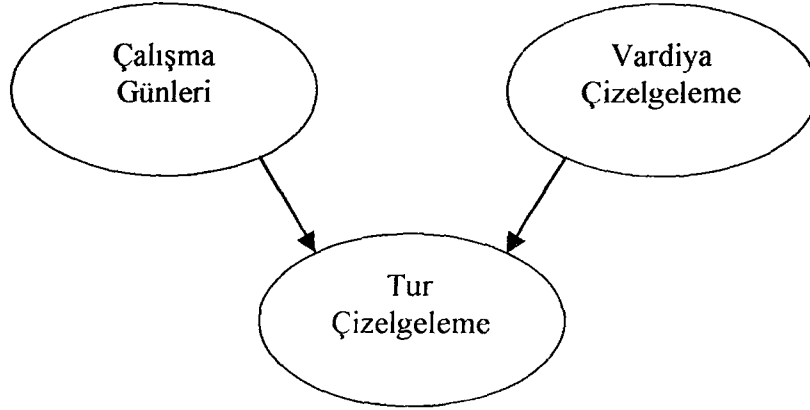 Çalışma
Günleri
Vardiya
Çizelgeleme
Tur
Çizelgeleme